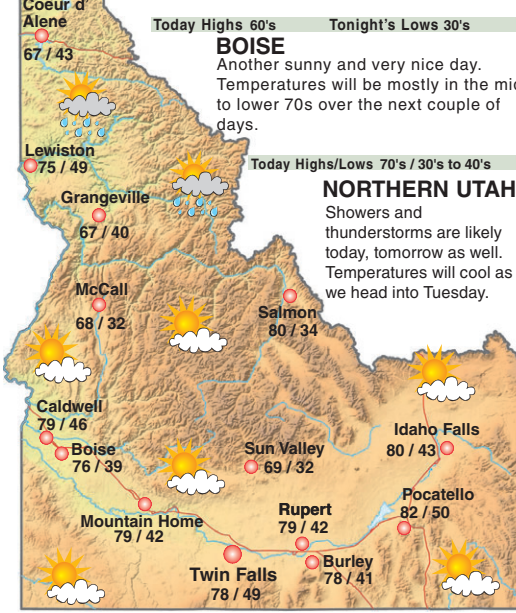 Coeur d'
Alene
67 / 43
Today Highs 60's Tonight's Lows 30's
BOISE
Another sunny and very nice day.
Temperatures will be mostly in the
to lower 70s over the next couple of
days.
Lewiston
75 / 49
Today Highs/Lows 70's / 30's to 40's
NORTHERN UTAH
Showers and
thunderstorms are likely
today, tomorrow as well.
Temperatures will cool as
we head into Tuesday.
Grangeville
67 / 40
McCall
68 / 32
Salmon
80 / 34
Caldwell
79 / 46
Boise
76 / 39
Sun Valley
69 / 32
Idaho Falls
80 / 43
Mountain Home
79 / 42
Rupert
79 / 42
Pocatello
82 / 50
Twin Falls
78 / 49
Burley
78 / 41